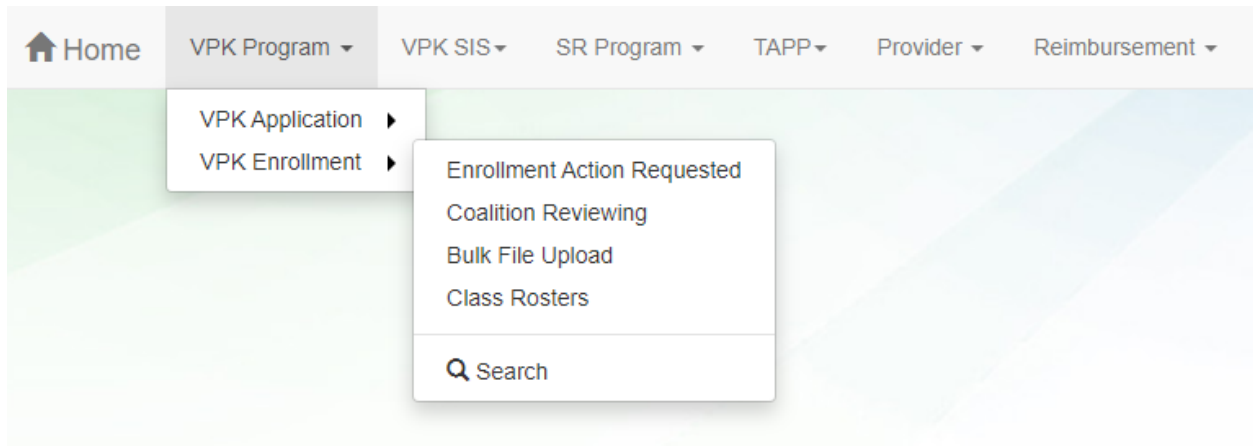 Home VPK Program VPK SIS SR Program TAPP Provider Reimbursement
VPK Application
VPK Enrollment
Enrollment Action Requested
Coalition Reviewing
Bulk File Upload
Class Rosters
Search